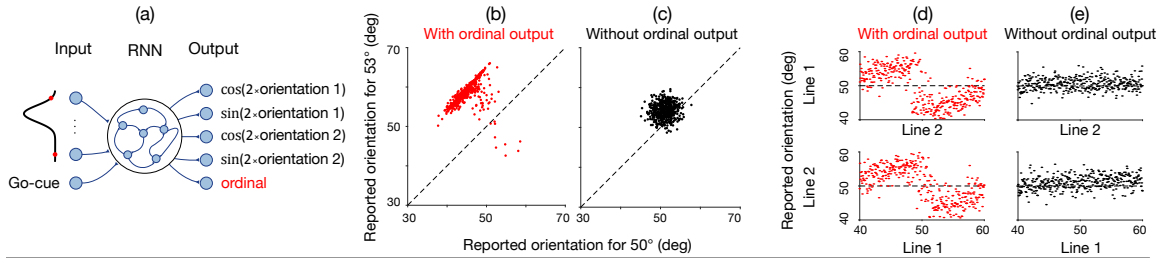 (a)
Input RNN Output
cos(2×orientation 1)
sin(2×orientation 1)
cos(2×orientation 2)
sin(2×orientation 2)
ordinal
Go-cue
(b)
With ordinal output
Reported orientation for 53° (deg)
70
50
30
30 50 70
(c)
Without ordinal output
30 50 70
Reported orientation for 50° (deg)
(d)
With ordinal output
Reported orientation (deg)
Line 1
60
50
40
Line 2
Line 2
60
50
40
40 50 60
Line 1
(e)
Without ordinal output
Line 2
40 50 60
Line 1